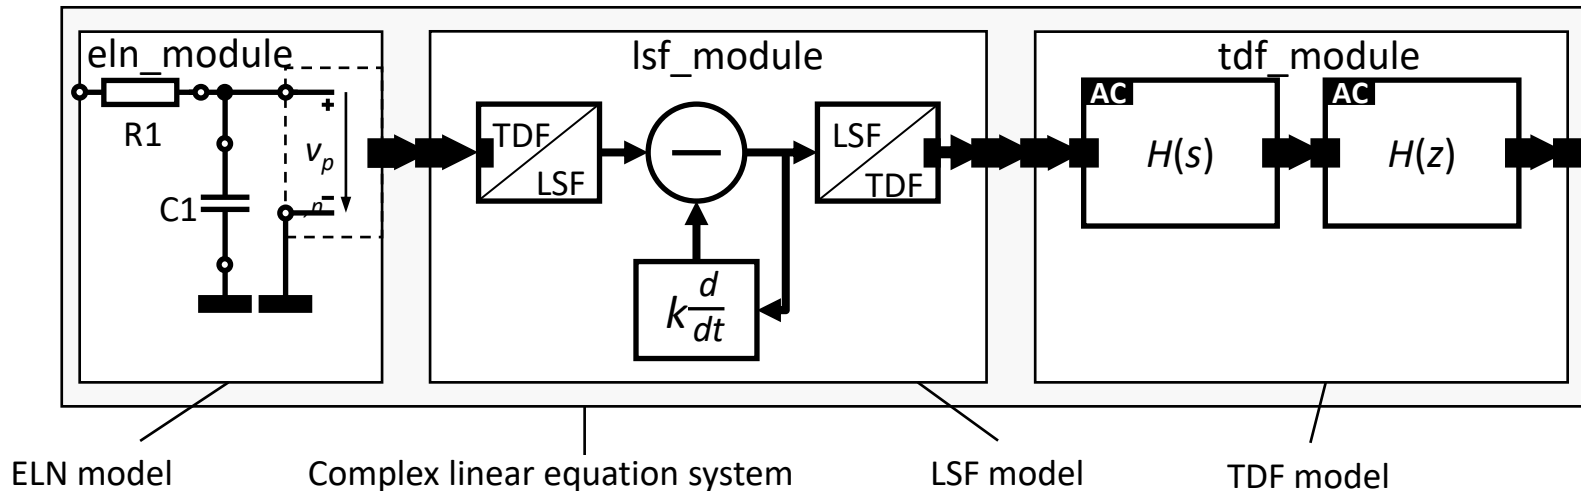 eln_module
lsf_module
tdf_module
R1
C1
+
v_p
-
,n
TDF
LSF
−
k d/dt
LSF
TDF
AC
H(s)
AC
H(z)
ELN model
Complex linear equation system
LSF model
TDF model